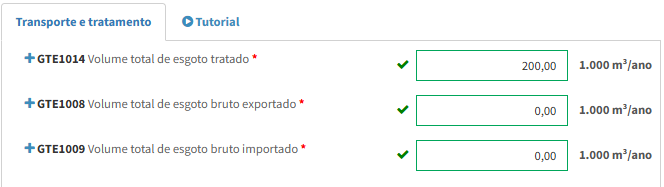 Transporte e tratamento
Tutorial
GTE1014 Volume total de esgoto tratado * 200,00 1.000 m³/ano
GTE1008 Volume total de esgoto bruto exportado * 0,00 1.000 m³/ano
GTE1009 Volume total de esgoto bruto importado * 0,00 1.000 m³/ano